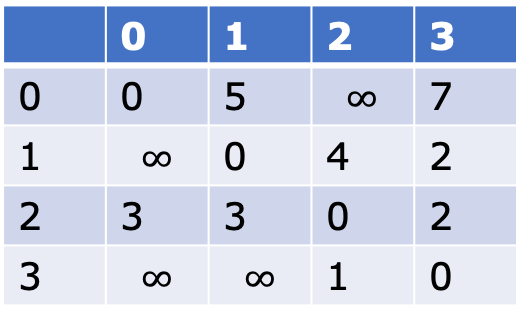 0 1 2 3
0 0 5 ∞ 7
1 ∞ 0 4 2
2 3 3 0 2
3 ∞ ∞ 1 0